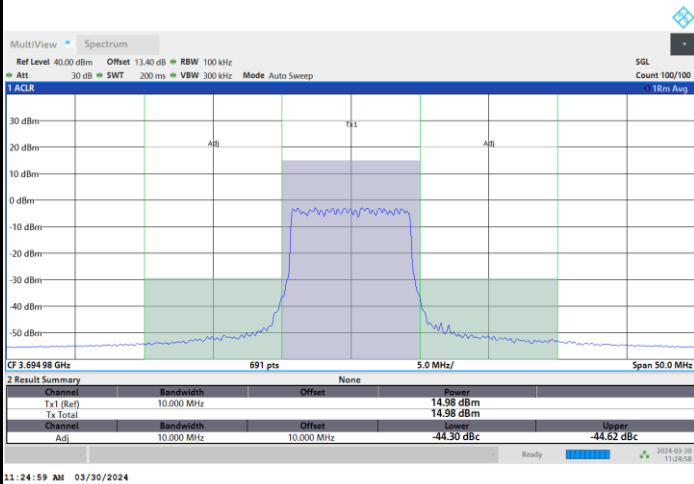 MultiView Spectrum
Ref Level 40.00 dBm Offset 13.40 dB RBW 100 kHz SGL
Att 30 dB SWT 200 ms VBW 300 kHz Mode Auto Sweep Count 100/100
1 ACLR 1Rm Avg
30 dBm
Tx1
20 dBm Adj Adj
10 dBm
0 dBm
-10 dBm
-20 dBm
-30 dBm
-40 dBm
-50 dBm
CF 3.694 98 GHz 691 pts 5.0 MHz/ Span 50.0 MHz
2 Result Summary None
Channel Bandwidth Offset Power
Tx1 (Ref) 10.000 MHz 14.98 dBm
Tx Total 14.98 dBm
Channel Bandwidth Offset Lower Upper
Adj 10.000 MHz 10.000 MHz -44.30 dBc -44.62 dBc
Ready 2024-03-30
11:24:58
11:24:59 AM 03/30/2024